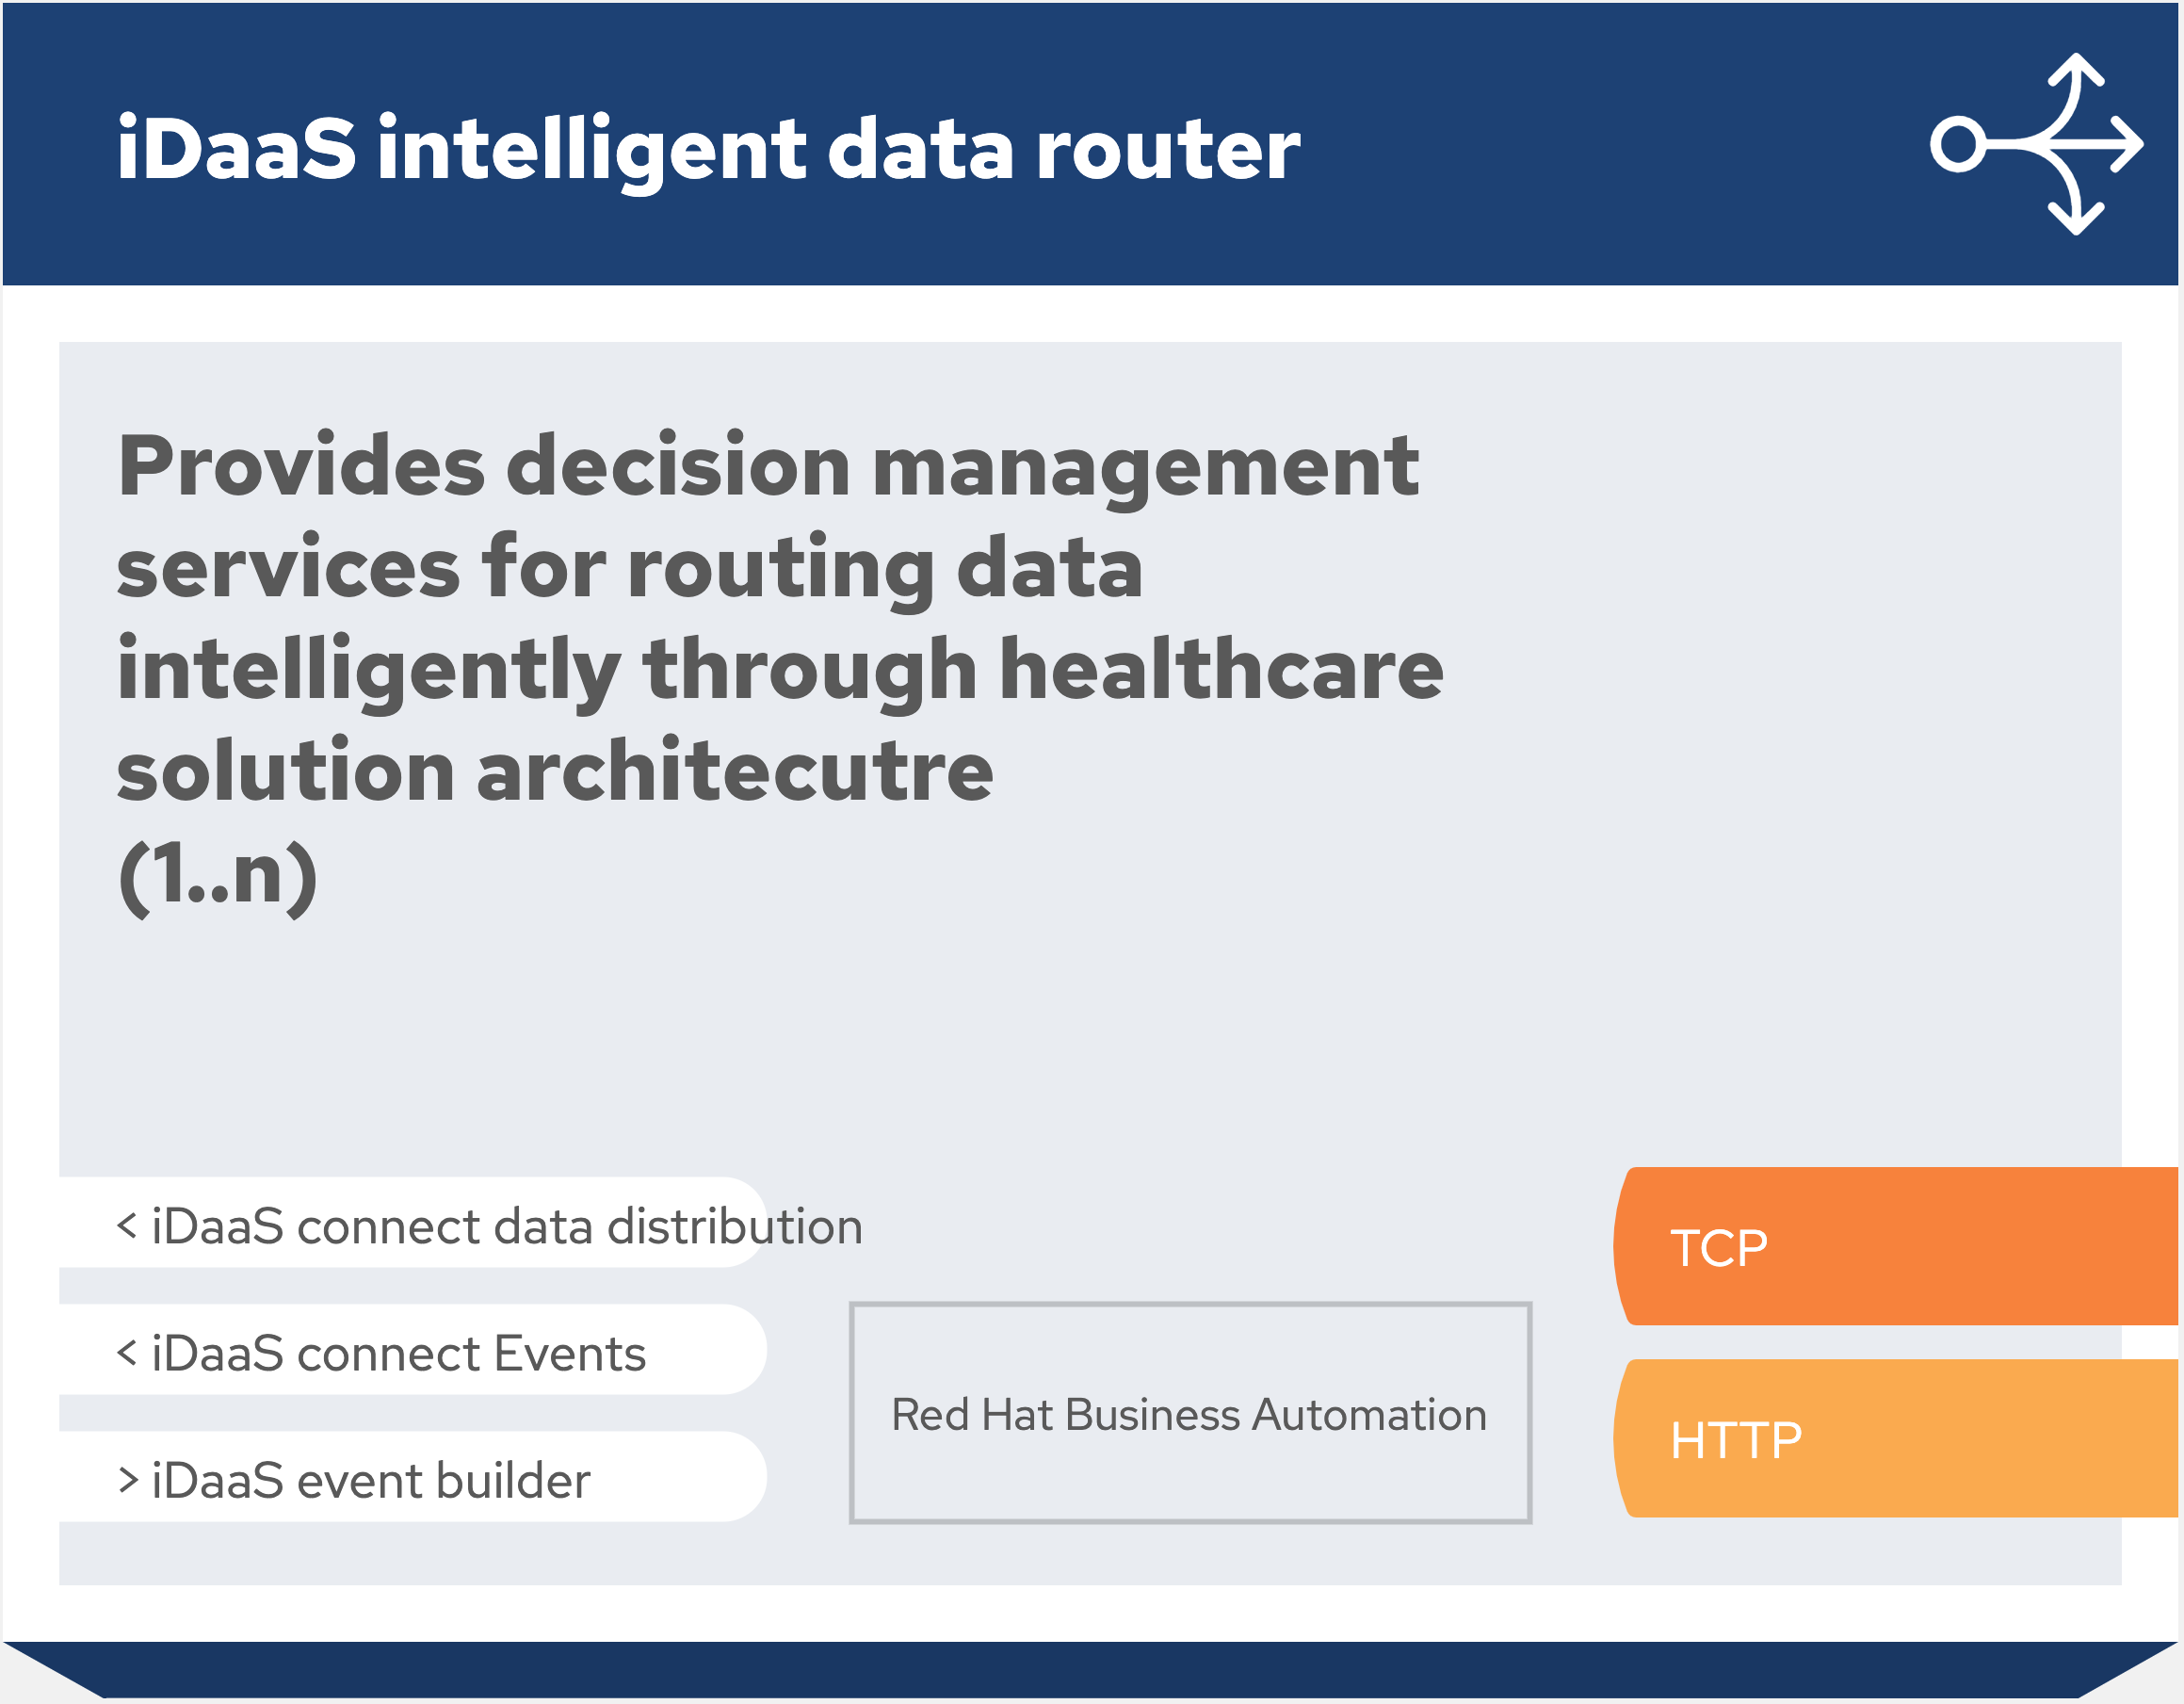 iDaaS intelligent data router
Provides decision management
services for routing data
intelligently through healthcare
solution architecutre
(1..n)
< iDaaS connect data distribution
< iDaaS connect Events
> iDaaS event builder
Red Hat Business Automation
TCP
HTTP